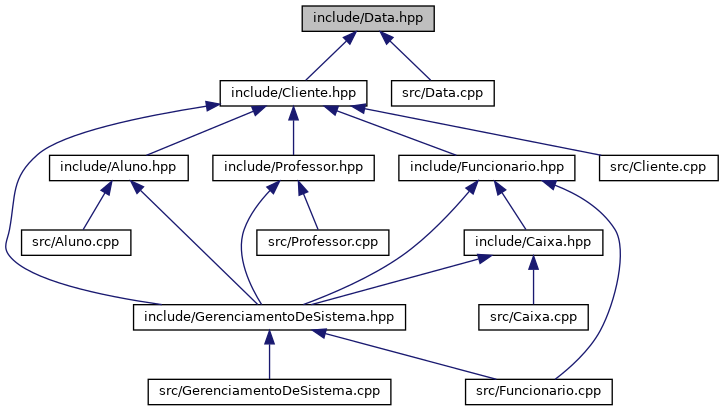 include/Data.hpp
include/Cliente.hpp
src/Data.cpp
include/Aluno.hpp
include/Professor.hpp
include/Funcionario.hpp
src/Cliente.cpp
src/Aluno.cpp
src/Professor.cpp
include/Caixa.hpp
include/GerenciamentoDeSistema.hpp
src/Caixa.cpp
src/GerenciamentoDeSistema.cpp
src/Funcionario.cpp